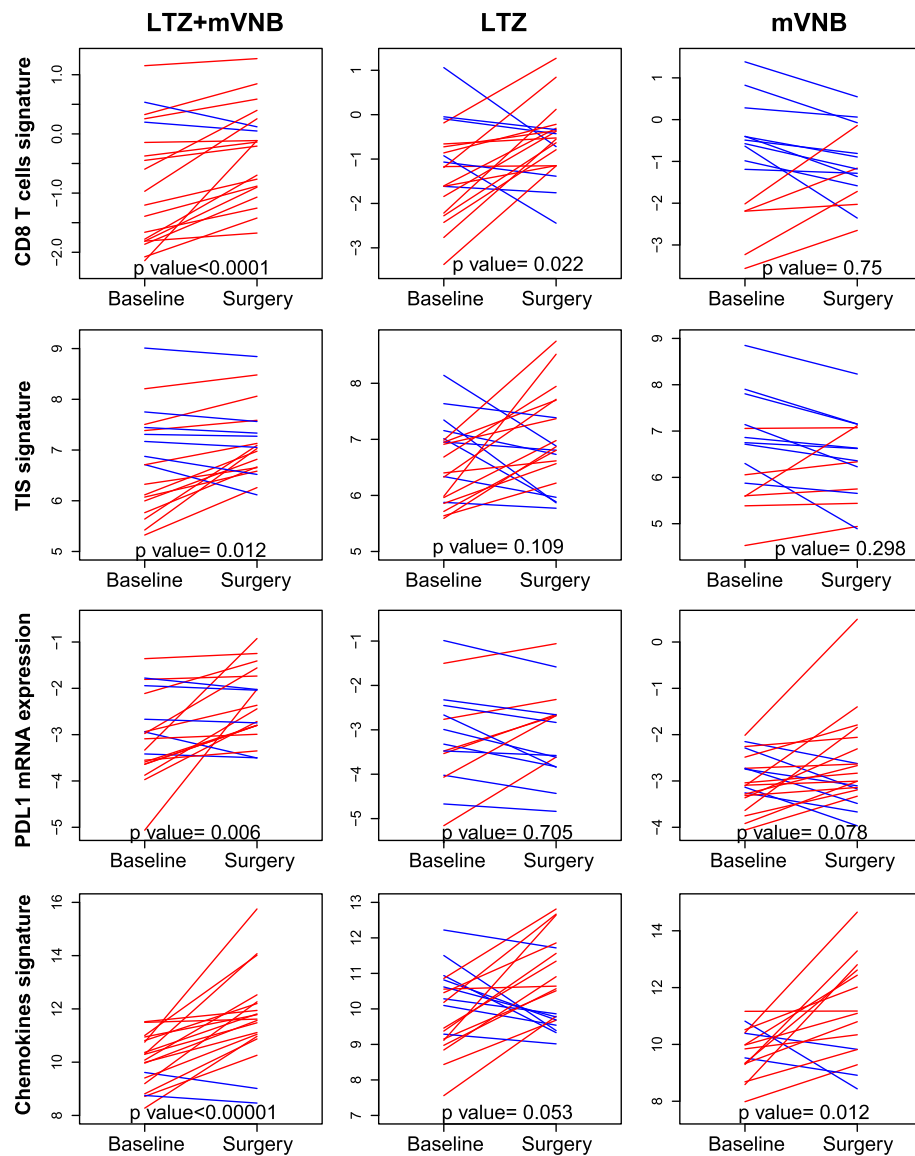 LTZ+mVNB LTZ mVNB
CD8 T cells signature
1.0
0.0
−1.0
−2.0
p value<0.0001
Baseline Surgery
1
0
−1
−2
−3
p value= 0.022
Baseline Surgery
1
0
−1
−2
−3
p value= 0.75
Baseline Surgery
TIS signature
9
8
7
6
5
p value= 0.012
Baseline Surgery
8
7
6
5
p value= 0.109
Baseline Surgery
9
8
7
6
5
p value= 0.298
Baseline Surgery
PDL1 mRNA expression
−1
−2
−3
−4
−5
p value= 0.006
Baseline Surgery
−1
−2
−3
−4
−5
p value= 0.705
Baseline Surgery
0
−1
−2
−3
−4
p value= 0.078
Baseline Surgery
Chemokines signature
16
14
12
10
8
p value<0.00001
Baseline Surgery
13
12
11
10
9
8
7
p value= 0.053
Baseline Surgery
14
12
10
8
p value= 0.012
Baseline Surgery